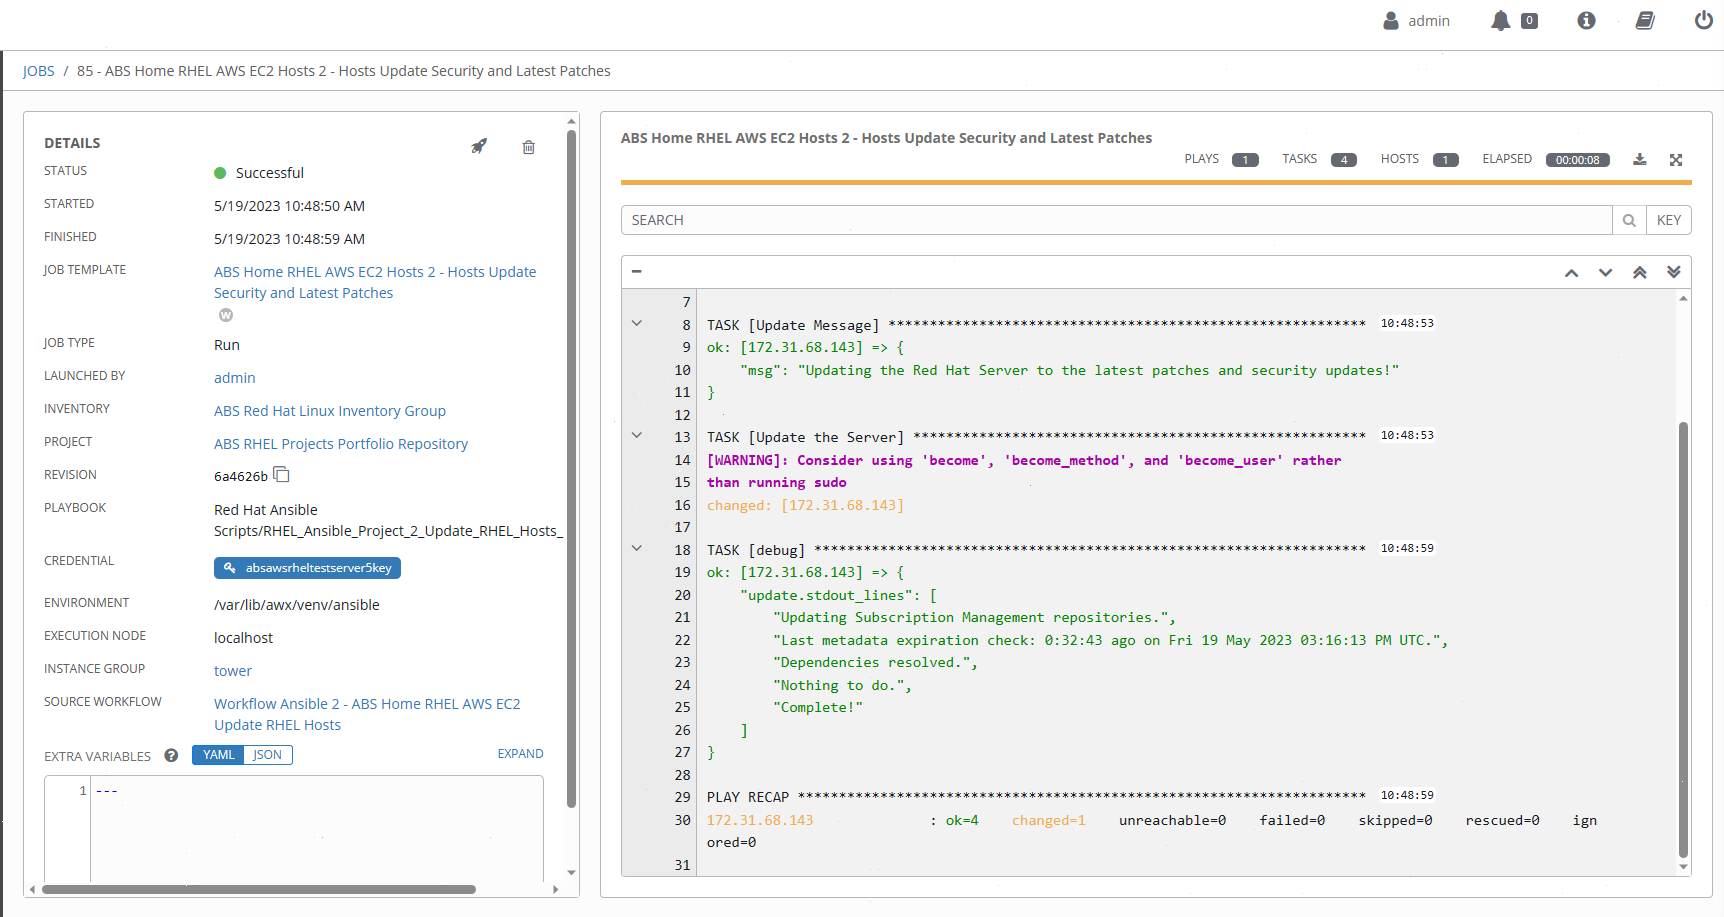 admin 0
JOBS / 85 - ABS Home RHEL AWS EC2 Hosts 2 - Hosts Update Security and Latest Patches
DETAILS
STATUS Successful
STARTED 5/19/2023 10:48:50 AM
FINISHED 5/19/2023 10:48:59 AM
JOB TEMPLATE ABS Home RHEL AWS EC2 Hosts 2 - Hosts Update
Security and Latest Patches
W
JOB TYPE Run
LAUNCHED BY admin
INVENTORY ABS Red Hat Linux Inventory Group
PROJECT ABS RHEL Projects Portfolio Repository
REVISION 6a4626b
PLAYBOOK Red Hat Ansible
Scripts/RHEL_Ansible_Project_2_Update_RHEL_Hosts_
CREDENTIAL absawsrheltestserver5key
ENVIRONMENT /var/lib/awx/venv/ansible
EXECUTION NODE localhost
INSTANCE GROUP tower
SOURCE WORKFLOW Workflow Ansible 2 - ABS Home RHEL AWS EC2
Update RHEL Hosts
EXTRA VARIABLES ? YAML JSON EXPAND
1 ---
ABS Home RHEL AWS EC2 Hosts 2 - Hosts Update Security and Latest Patches
PLAYS 1 TASKS 4 HOSTS 1 ELAPSED 00:00:08
SEARCH KEY
7
8 TASK [Update Message] ********************************************************** 10:48:53
9 ok: [172.31.68.143] => {
10 "msg": "Updating the Red Hat Server to the latest patches and security updates!"
11 }
12
13 TASK [Update the Server] ******************************************************* 10:48:53
14 [WARNING]: Consider using 'become', 'become_method', and 'become_user' rather
15 than running sudo
16 changed: [172.31.68.143]
17
18 TASK [debug] ******************************************************************* 10:48:59
19 ok: [172.31.68.143] => {
20 "update.stdout_lines": [
21 "Updating Subscription Management repositories.",
22 "Last metadata expiration check: 0:32:43 ago on Fri 19 May 2023 03:16:13 PM UTC.",
23 "Dependencies resolved.",
24 "Nothing to do.",
25 "Complete!"
26 ]
27 }
28
29 PLAY RECAP ********************************************************************* 10:48:59
30 172.31.68.143 : ok=4 changed=1 unreachable=0 failed=0 skipped=0 rescued=0 ign
ored=0
31